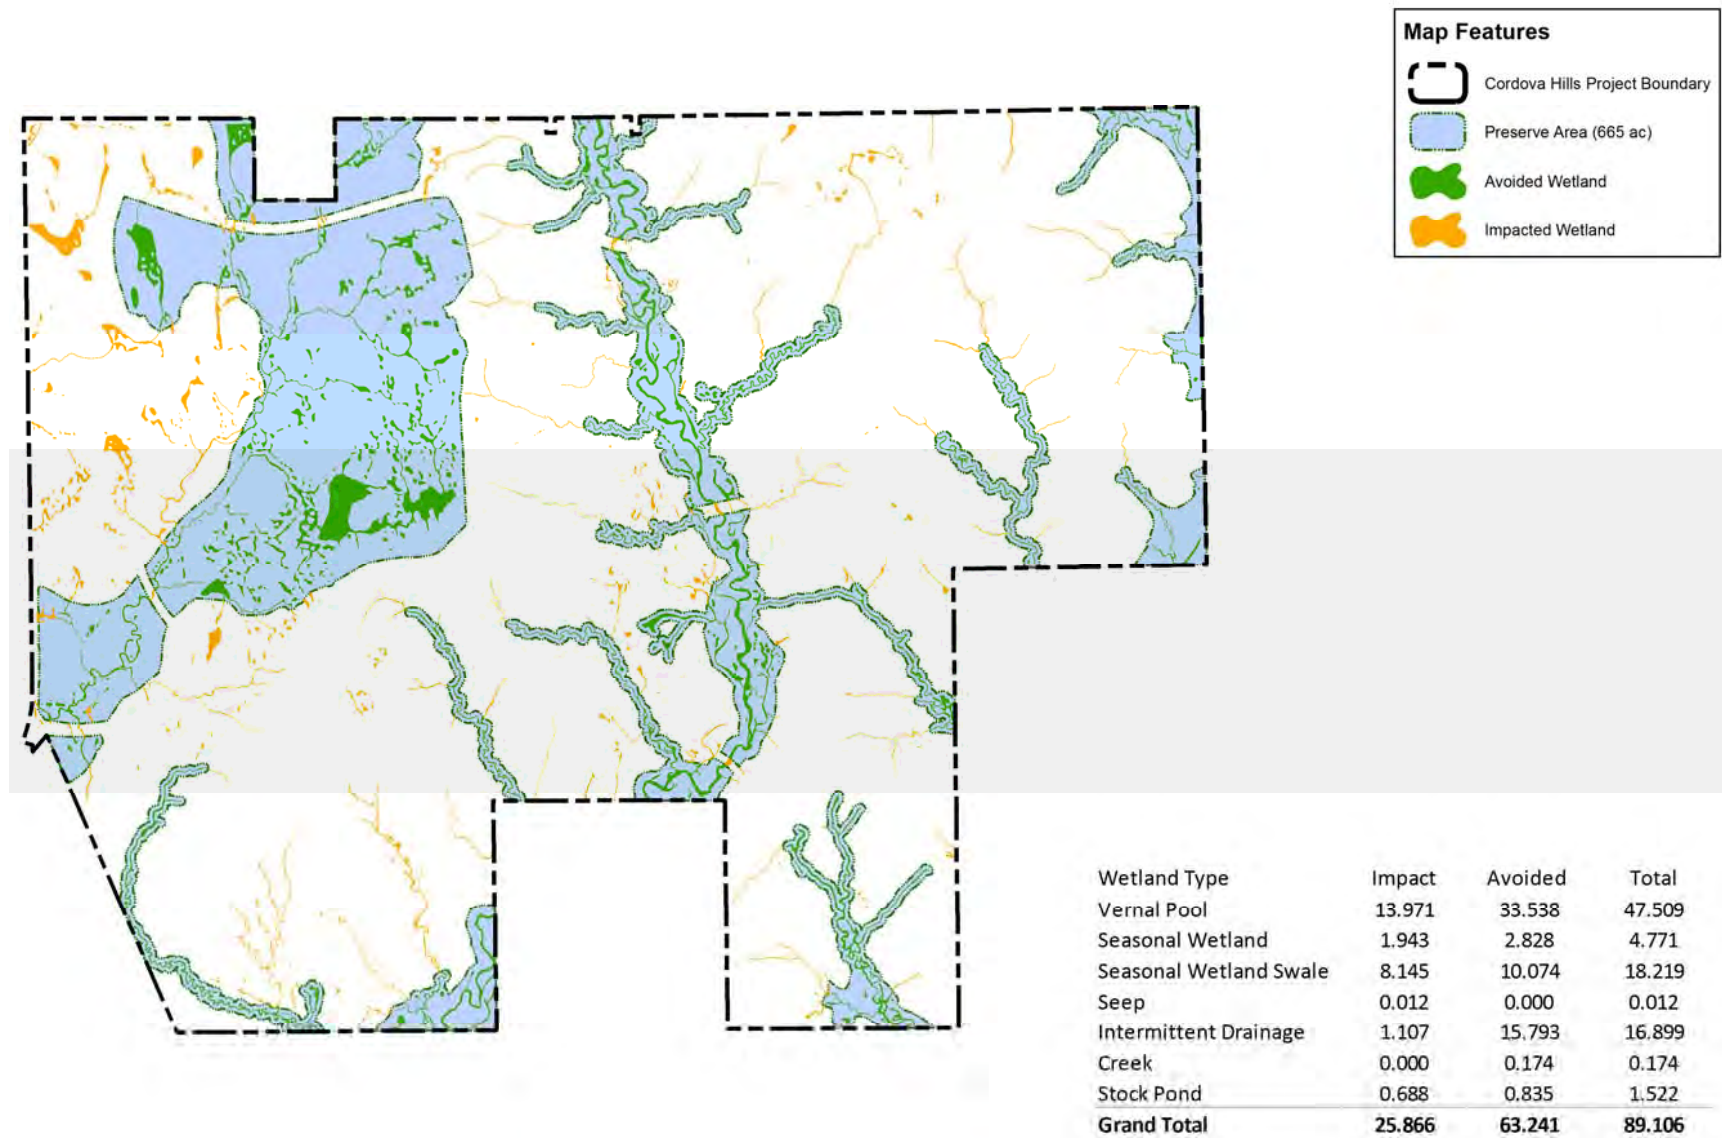 Map Features
Cordova Hills Project Boundary
Preserve Area (665 ac)
Avoided Wetland
Impacted Wetland
Wetland Type Impact Avoided Total
Vernal Pool 13.971 33.538 47.509
Seasonal Wetland 1.943 2.828 4.771
Seasonal Wetland Swale 8.145 10.074 18.219
Seep 0.012 0.000 0.012
Intermittent Drainage 1.107 15.793 16.899
Creek 0.000 0.174 0.174
Stock Pond 0.688 0.835 1.522
Grand Total 25.866 63.241 89.106